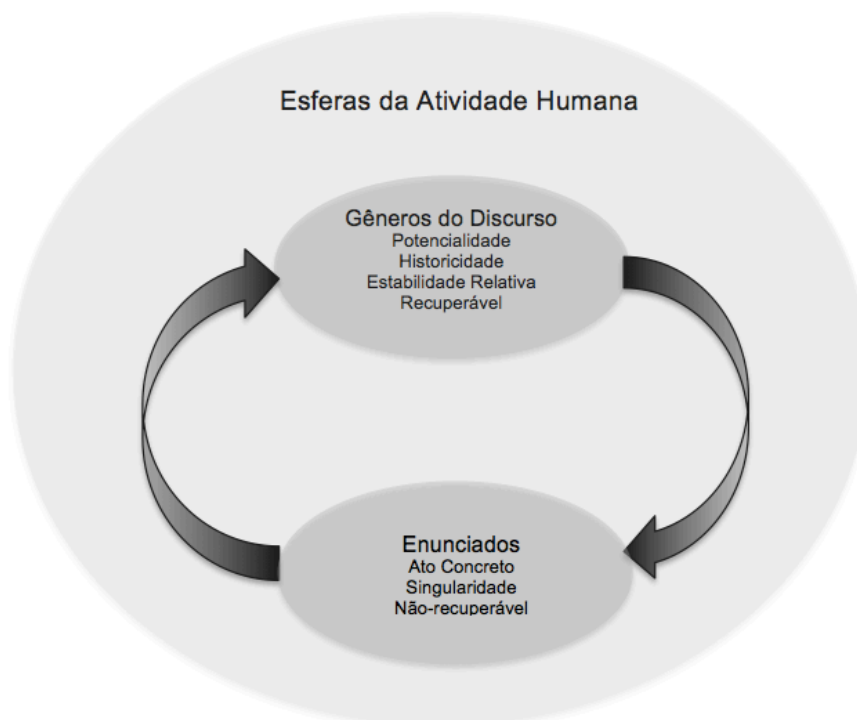 Esferas da Atividade Humana
Gêneros do Discurso
Potencialidade
Historicidade
Estabilidade Relativa
Recuperável
Enunciados
Ato Concreto
Singularidade
Não-recuperável